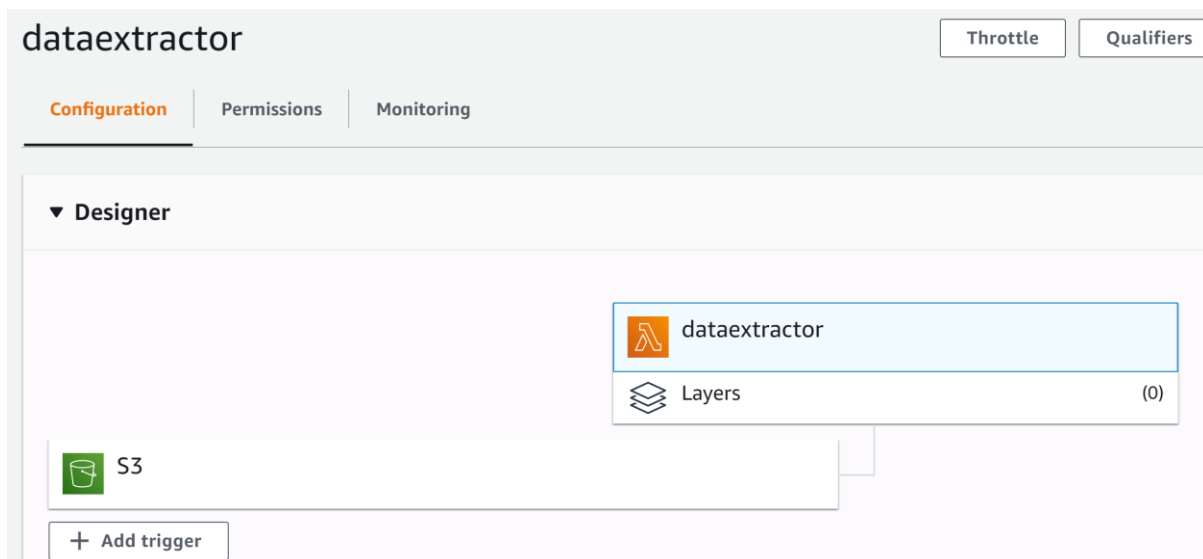 dataextractor
Throttle
Qualifiers
Configuration
Permissions
Monitoring
Designer
dataextractor
Layers
(0)
S3
Add trigger